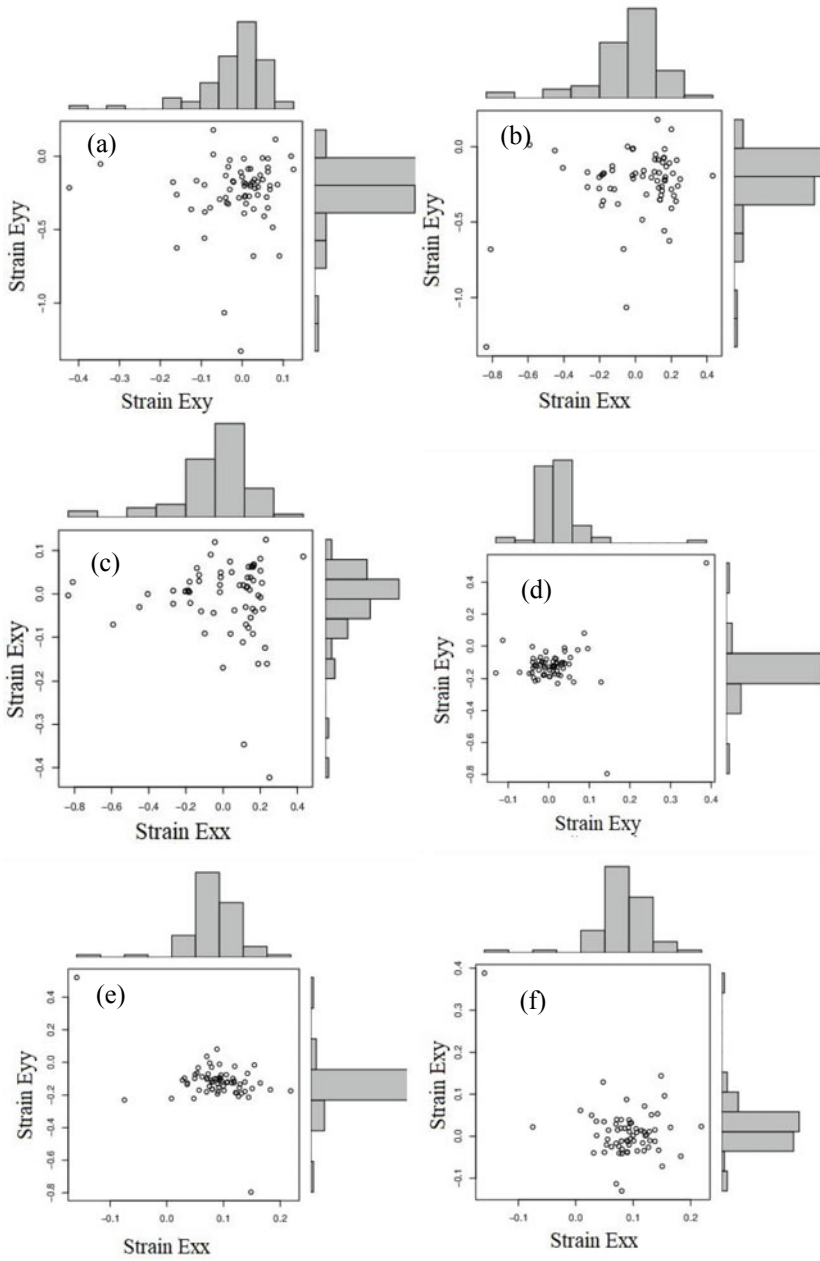 (a)
0.0
-0.5
-1.0
Strain Eyy
-0.4 -0.3 -0.2 -0.1 0.0 0.1
Strain Exy
(b)
0.0
-0.5
-1.0
Strain Eyy
-0.8 -0.6 -0.4 -0.2 0.0 0.2 0.4
Strain Exx
(c)
0.1
0.0
-0.1
-0.2
-0.3
-0.4
Strain Exy
-0.8 -0.6 -0.4 -0.2 0.0 0.2 0.4
Strain Exx
(d)
0.4
0.2
0.0
-0.2
-0.4
-0.6
-0.8
Strain Eyy
-0.1 0.0 0.1 0.2 0.3 0.4
Strain Exy
(e)
0.4
0.2
0.0
-0.2
-0.4
-0.6
-0.8
Strain Eyy
-0.1 0.0 0.1 0.2
Strain Exx
(f)
0.4
0.3
0.2
0.1
0.0
-0.1
Strain Exy
-0.1 0.0 0.1 0.2
Strain Exx